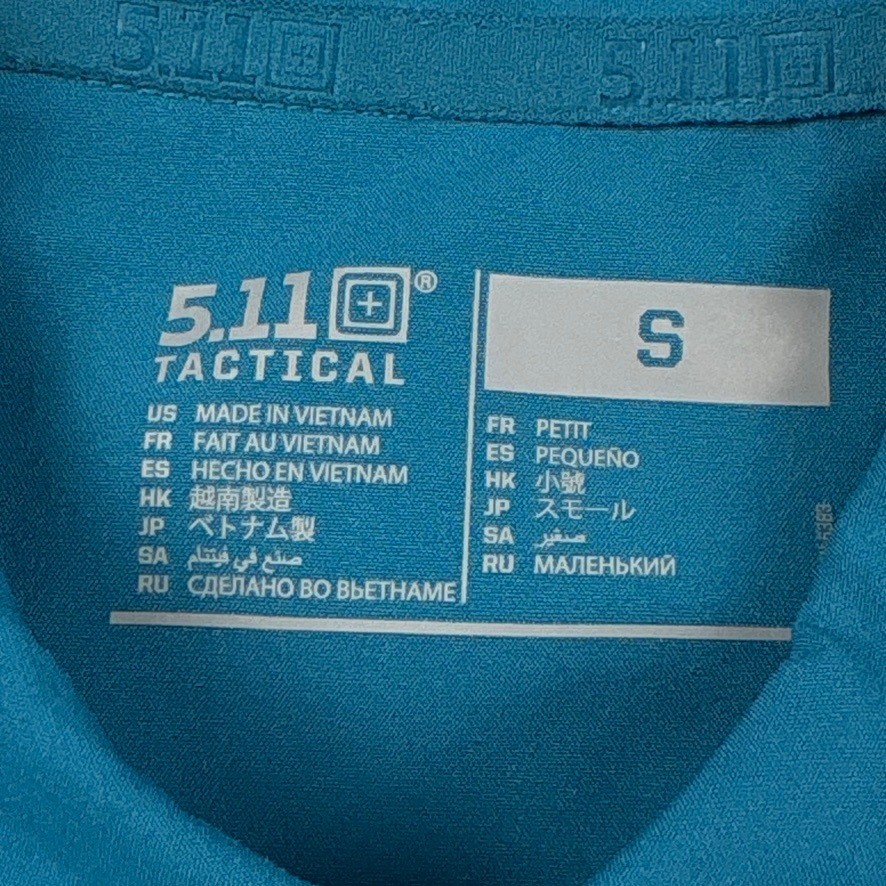 5.11 5.11
5.11 ®
TACTICAL
US MADE IN VIETNAM
FR FAIT AU VIETNAM
ES HECHO EN VIETNAM
HK 越南製造
JP ベトナム製
SA صنع في فيتنام
RU СДЕЛАНО ВО ВЬЕТНАМЕ
S
FR PETIT
ES PEQUEÑO
HK 小號
JP スモール
SA صغير
RU МАЛЕНЬКИЙ